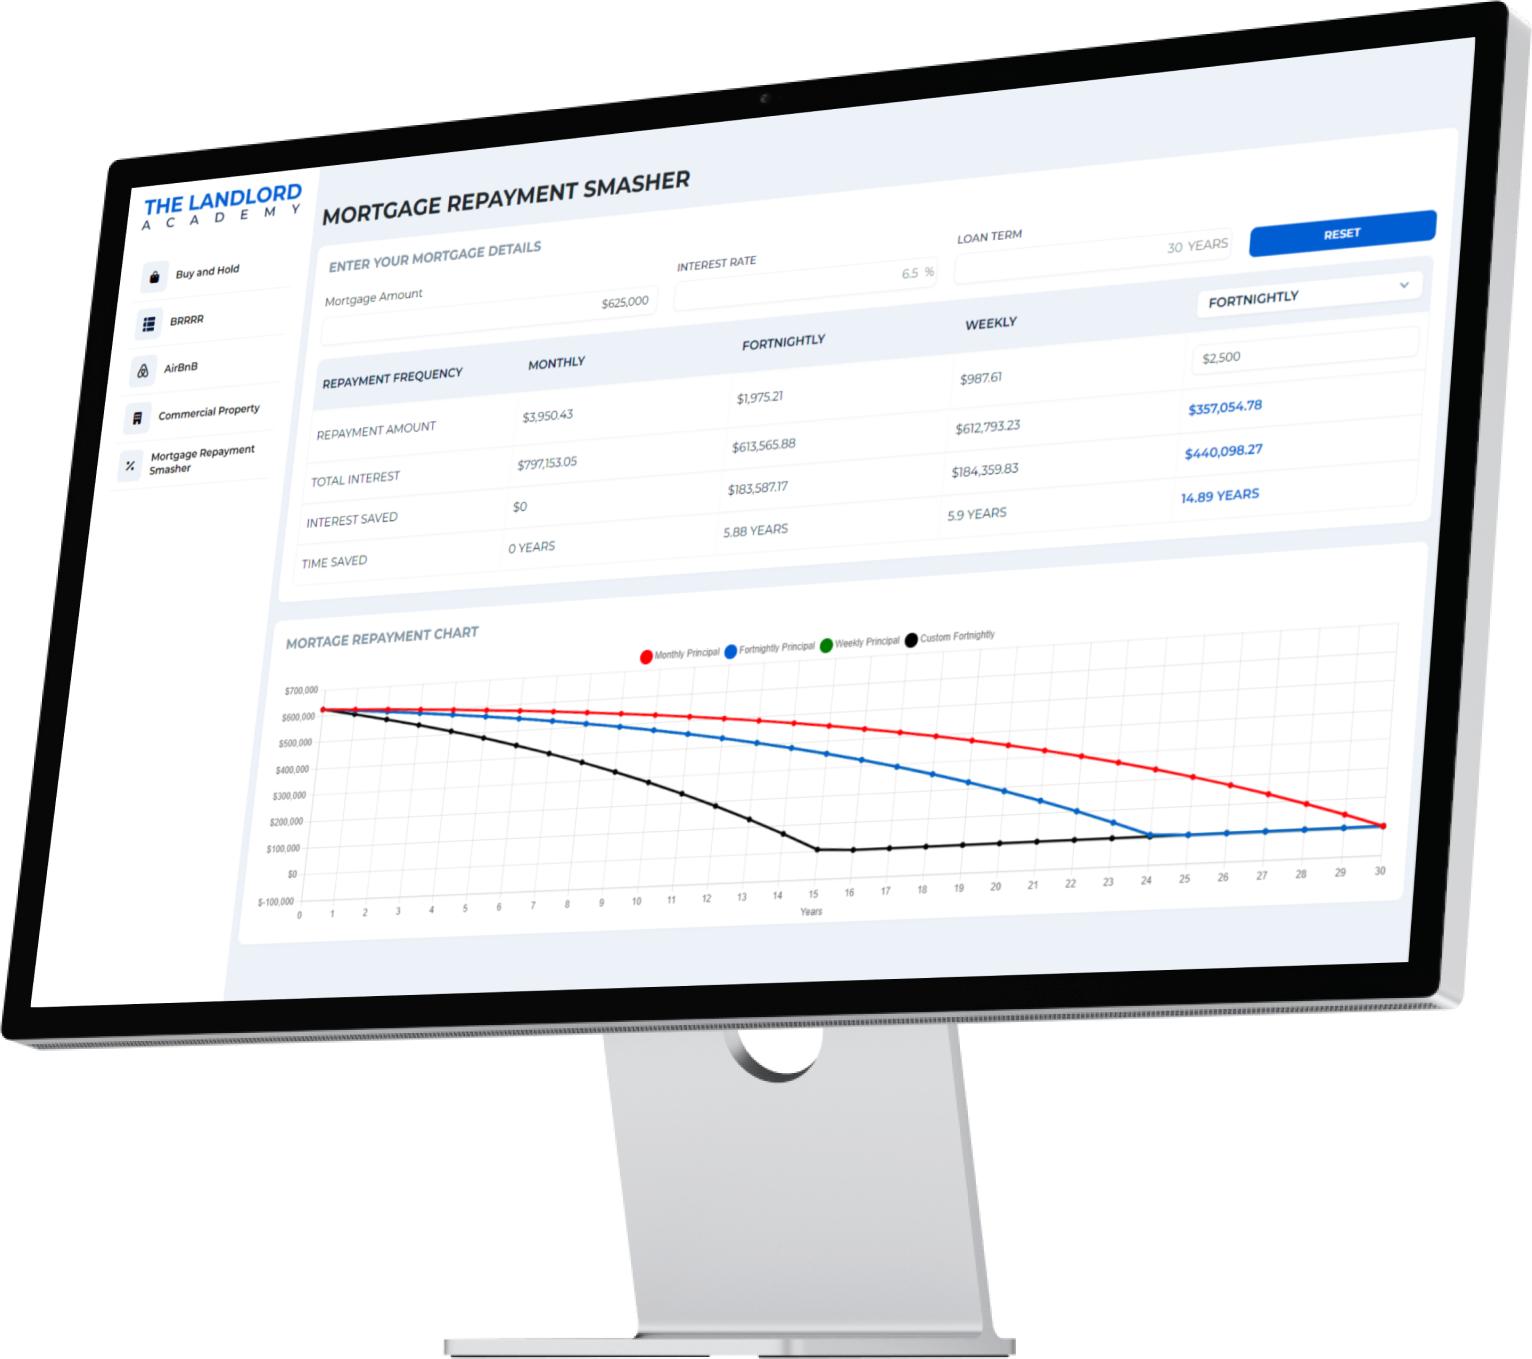 THE LANDLORD
ACADEMY
Buy and Hold
BRRRR
AirBnB
Commercial Property
Mortgage Repayment
Smasher
MORTGAGE REPAYMENT SMASHER
ENTER YOUR MORTGAGE DETAILS
Mortgage Amount
$625,000
INTEREST RATE
6.5 %
LOAN TERM
30 YEARS
RESET
REPAYMENT FREQUENCY MONTHLY FORTNIGHTLY WEEKLY FORTNIGHTLY
REPAYMENT AMOUNT $3,950.43 $1,975.21 $987.61 $2,500
TOTAL INTEREST $797,153.05 $613,565.88 $612,793.23 $357,054.78
INTEREST SAVED $0 $183,587.17 $184,359.83 $440,098.27
TIME SAVED 0 YEARS 5.88 YEARS 5.9 YEARS 14.89 YEARS
MORTAGE REPAYMENT CHART
Monthly Principal Fortnightly Principal Weekly Principal Custom Fortnightly
$700,000
$600,000
$500,000
$400,000
$300,000
$200,000
$100,000
$0
$-100,000
0 1 2 3 4 5 6 7 8 9 10 11 12 13 14 15 16 17 18 19 20 21 22 23 24 25 26 27 28 29 30
Years